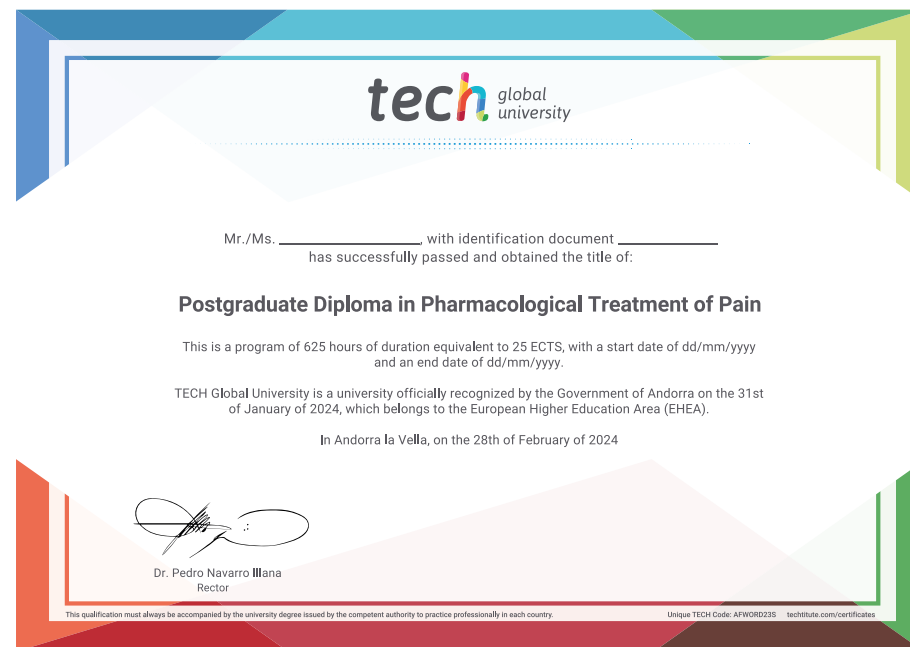 tech global university
Mr./Ms. ____________________, with identification document ______________
has successfully passed and obtained the title of:
Postgraduate Diploma in Pharmacological Treatment of Pain
This is a program of 625 hours of duration equivalent to 25 ECTS, with a start date of dd/mm/yyyy
and an end date of dd/mm/yyyy.
TECH Global University is a university officially recognized by the Government of Andorra on the 31st
of January of 2024, which belongs to the European Higher Education Area (EHEA).
In Andorra la Vella, on the 28th of February of 2024
Dr. Pedro Navarro Illana
Rector
This qualification must always be accompanied by the university degree issued by the competent authority to practice professionally in each country.
Unique TECH Code: AFWORD23S techtitute.com/certificates